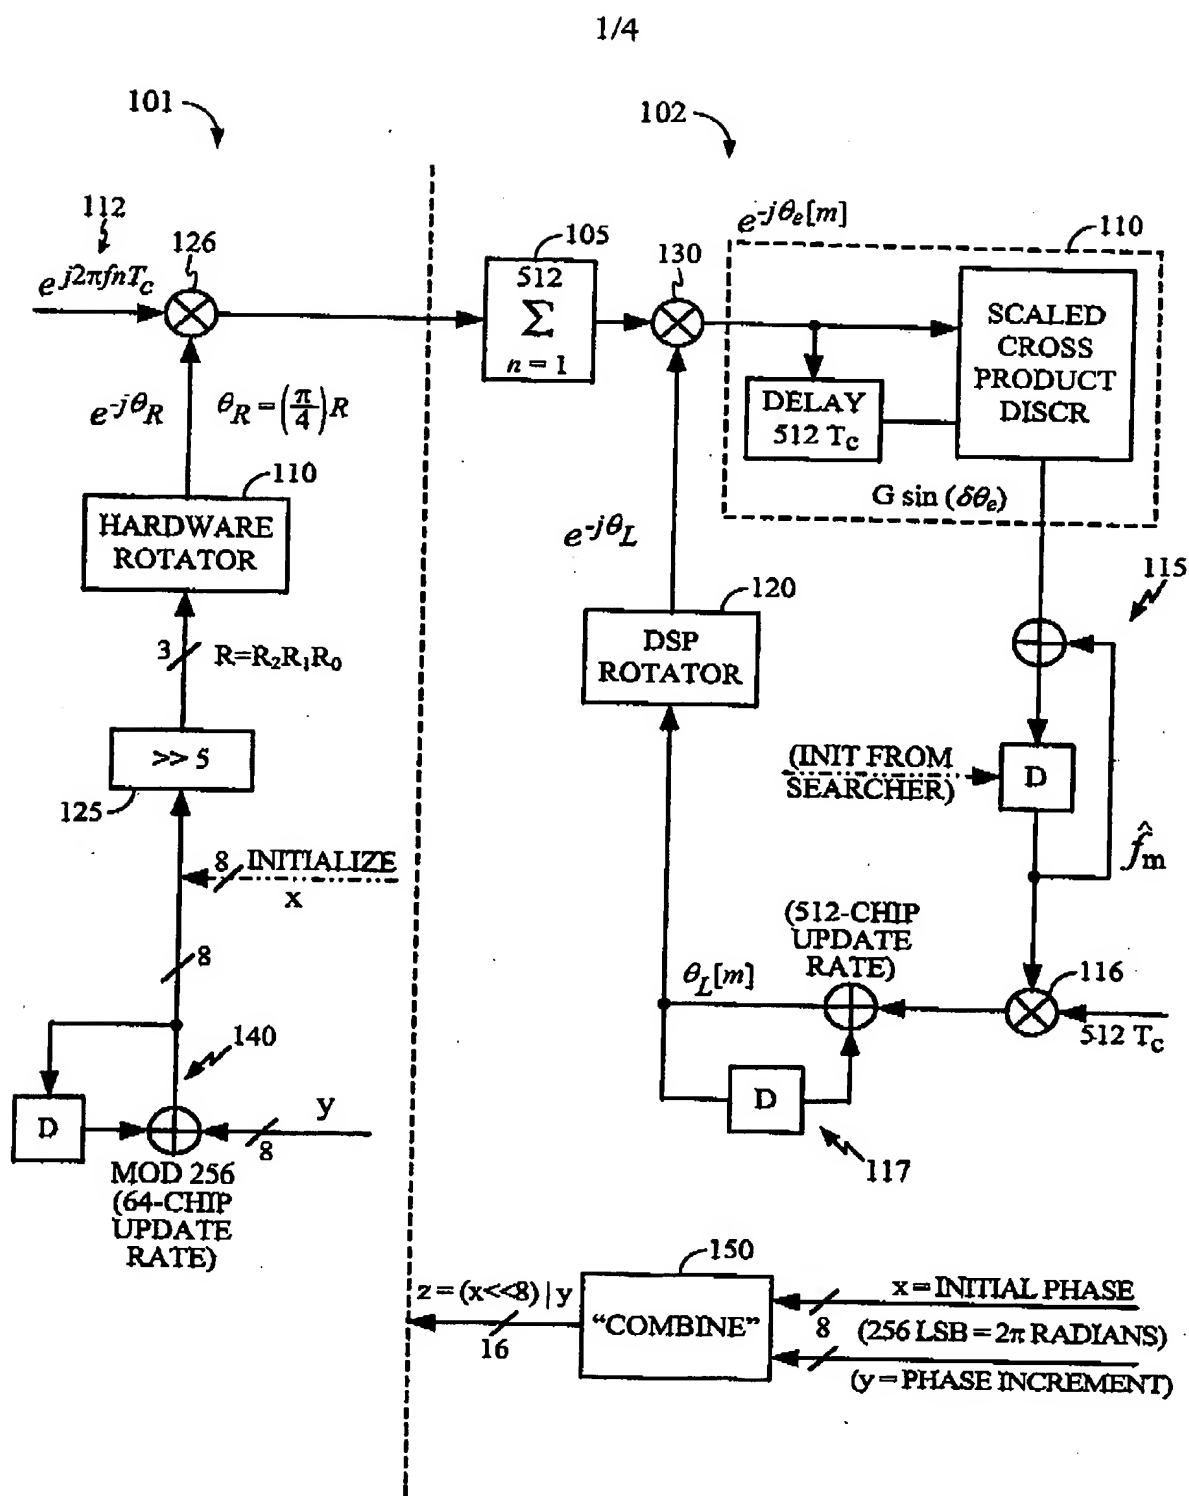 1/4
101
102
112
e^{j2πfnT_c}
126
105
512
Σ
n = 1
130
e^{-jθ_e[m]}
110
SCALED
CROSS
PRODUCT
DISCR
DELAY
512 T_c
G sin (δθ_e)
e^{-jθ_R}
θ_R = (π/4)R
110
HARDWARE
ROTATOR
3
R=R₂R₁R₀
>> 5
125
8
INITIALIZE
x
8
140
D
y
8
MOD 256
(64-CHIP
UPDATE
RATE)
e^{-jθ_L}
120
DSP
ROTATOR
115
(INIT FROM
SEARCHER)
D
f̂_m
(512-CHIP
UPDATE
RATE)
θ_L[m]
116
512 T_c
D
117
150
z = (x<<8) | y
16
"COMBINE"
x = INITIAL PHASE
8
(256 LSB = 2π RADIANS)
(y = PHASE INCREMENT)